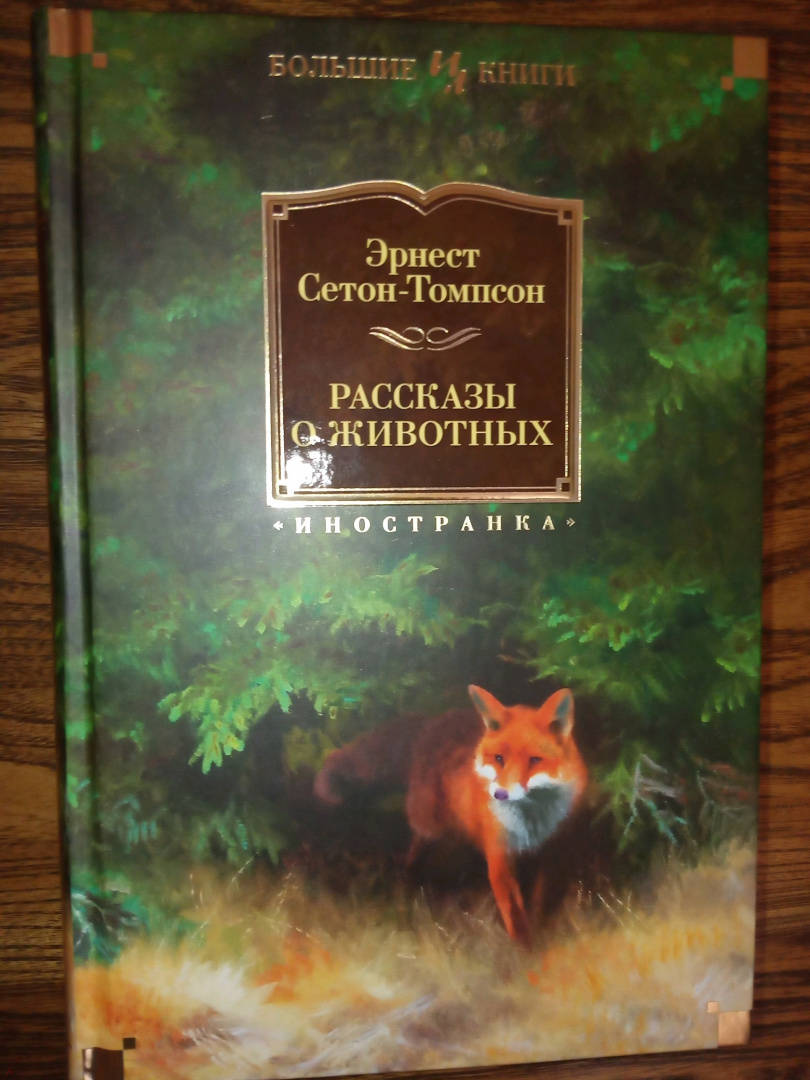 БОЛЬШИЕ КНИГИ
Эрнест
Сетон-Томпсон
РАССКАЗЫ
О ЖИВОТНЫХ
«ИНОСТРАНКА»